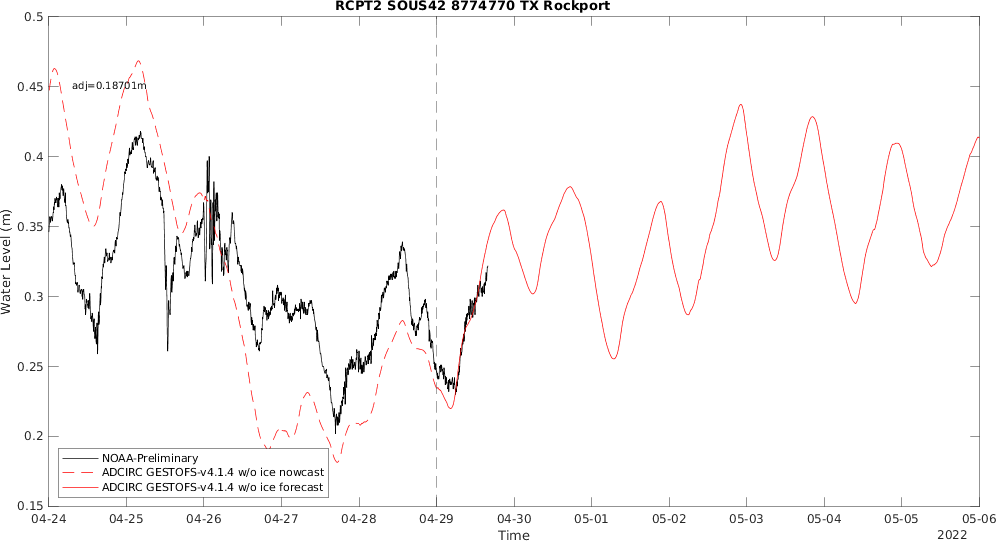 RCPT2 SOUS42 8774770 TX Rockport
0.5
0.45
0.4
0.35
0.3
0.25
0.2
0.15
Water Level (m)
adj=0.18701m
NOAA-Preliminary
ADCIRC GESTOFS-v4.1.4 w/o ice nowcast
ADCIRC GESTOFS-v4.1.4 w/o ice forecast
04-24 04-25 04-26 04-27 04-28 04-29 04-30 05-01 05-02 05-03 05-04 05-05 05-06
Time
2022